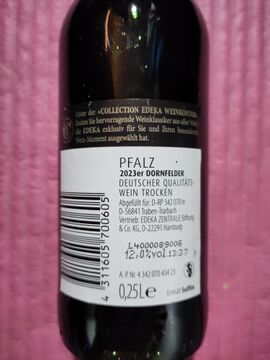 Unter der »COLLECTION EDEKA WEINKONTOR«
finden Sie hervorragende Weinklassiker aus aller Welt,
die EDEKA exklusiv für Sie und Ihren besonderen
Wein-Moment ausgewählt hat.
PFALZ
2023er DORNFELDER
DEUTSCHER QUALITÄTS-
WEIN TROCKEN
Abgefüllt für: D-RP 342 070 in
D-56841 Traben-Trarbach
Vertrieb: EDEKA ZENTRALE Stiftung
& Co. KG, D-22291 Hamburg
L4000089006
12,0%vol.13:37
A. P. Nr. 4 342 070 434 23
0,25L e Enthält Sulfite
4 311605 700605